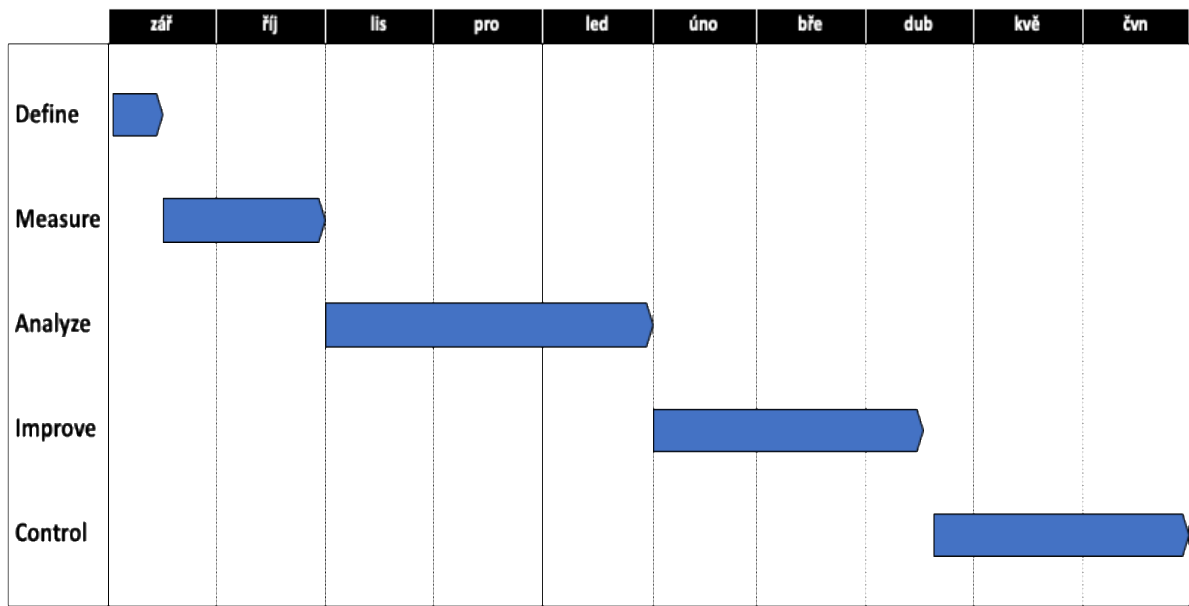 zář říj lis pro led úno bře dub kvě čvn
Define
Measure
Analyze
Improve
Control